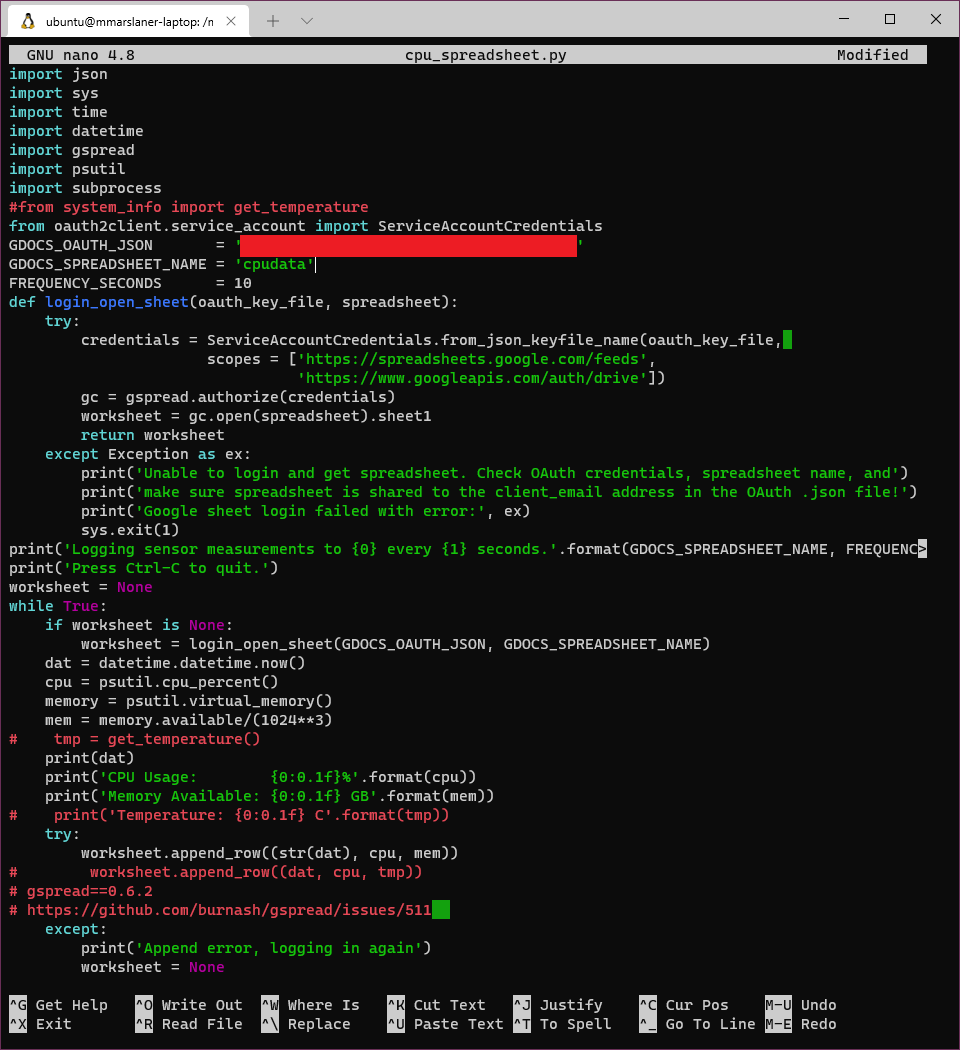 ubuntu@mmarslaner-laptop: /n
GNU nano 4.8 cpu_spreadsheet.py Modified
import json
import sys
import time
import datetime
import gspread
import psutil
import subprocess
#from system_info import get_temperature
from oauth2client.service_account import ServiceAccountCredentials
GDOCS_OAUTH_JSON       = '                                     '
GDOCS_SPREADSHEET_NAME = 'cpudata'
FREQUENCY_SECONDS      = 10
def login_open_sheet(oauth_key_file, spreadsheet):
    try:
        credentials = ServiceAccountCredentials.from_json_keyfile_name(oauth_key_file,
                      scopes = ['https://spreadsheets.google.com/feeds',
                                'https://www.googleapis.com/auth/drive'])
        gc = gspread.authorize(credentials)
        worksheet = gc.open(spreadsheet).sheet1
        return worksheet
    except Exception as ex:
        print('Unable to login and get spreadsheet. Check OAuth credentials, spreadsheet name, and')
        print('make sure spreadsheet is shared to the client_email address in the OAuth .json file!')
        print('Google sheet login failed with error:', ex)
        sys.exit(1)
print('Logging sensor measurements to {0} every {1} seconds.'.format(GDOCS_SPREADSHEET_NAME, FREQUENC>
print('Press Ctrl-C to quit.')
worksheet = None
while True:
    if worksheet is None:
        worksheet = login_open_sheet(GDOCS_OAUTH_JSON, GDOCS_SPREADSHEET_NAME)
    dat = datetime.datetime.now()
    cpu = psutil.cpu_percent()
    memory = psutil.virtual_memory()
    mem = memory.available/(1024**3)
#    tmp = get_temperature()
    print(dat)
    print('CPU Usage:        {0:0.1f}%'.format(cpu))
    print('Memory Available: {0:0.1f} GB'.format(mem))
#    print('Temperature: {0:0.1f} C'.format(tmp))
    try:
        worksheet.append_row((str(dat), cpu, mem))
#        worksheet.append_row((dat, cpu, tmp))
# gspread==0.6.2
# https://github.com/burnash/gspread/issues/511
    except:
        print('Append error, logging in again')
        worksheet = None
^G Get Help ^O Write Out ^W Where Is ^K Cut Text ^J Justify ^C Cur Pos M-U Undo
^X Exit ^R Read File ^\ Replace ^U Paste Text ^T To Spell ^_ Go To Line M-E Redo